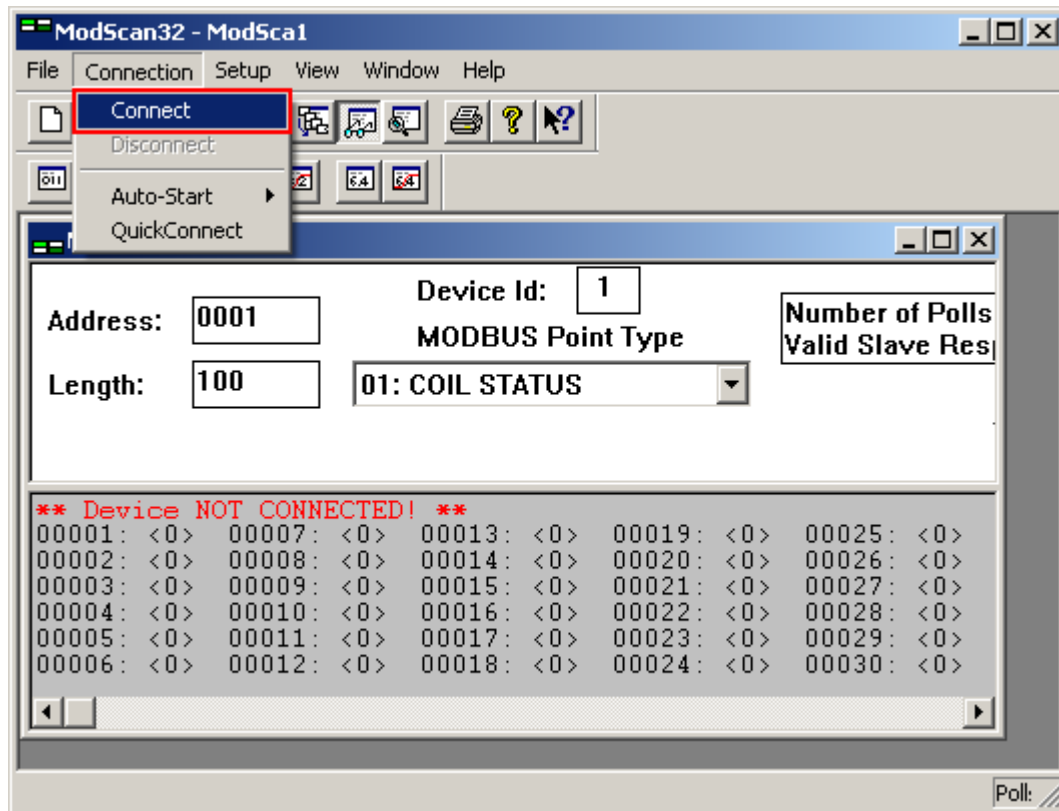 ModScan32 - ModSca1
File Connection Setup View Window Help
Connect
Disconnect
Auto-Start
QuickConnect
Device Id: 1
Address: 0001
MODBUS Point Type
Number of Polls
Valid Slave
Length: 100
01: COIL STATUS
** Device NOT CONNECTED! **
00001: <0> 00007: <0> 00013: <0> 00019: <0> 00025: <0>
00002: <0> 00008: <0> 00014: <0> 00020: <0> 00026: <0>
00003: <0> 00009: <0> 00015: <0> 00021: <0> 00027: <0>
00004: <0> 00010: <0> 00016: <0> 00022: <0> 00028: <0>
00005: <0> 00011: <0> 00017: <0> 00023: <0> 00029: <0>
00006: <0> 00012: <0> 00018: <0> 00024: <0> 00030: <0>
Poll: